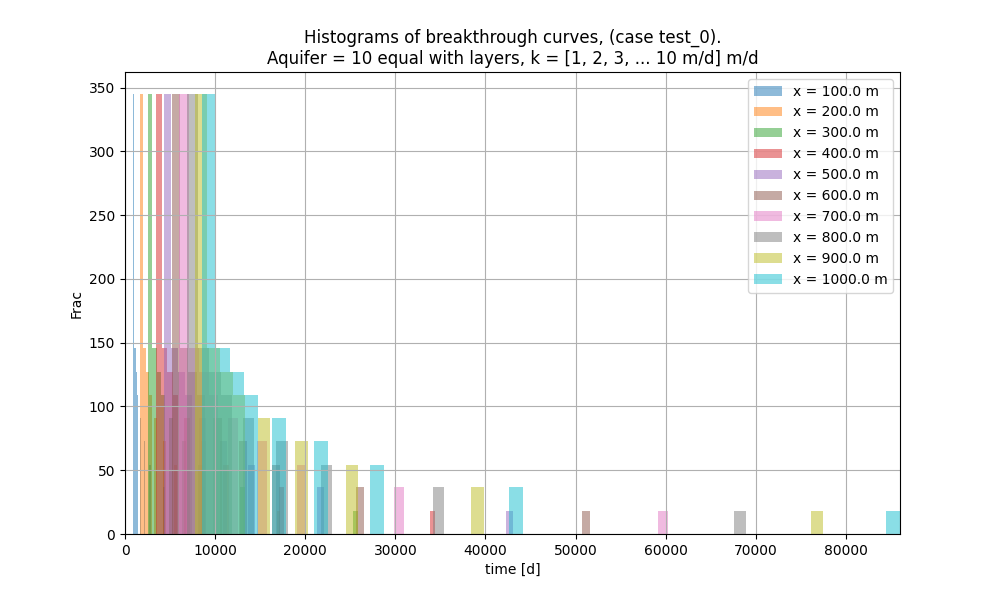 Histograms of breakthrough curves, (case test_0).
Aquifer = 10 equal with layers, k = [1, 2, 3, ... 10 m/d] m/d
350
300
250
200
150
100
50
0
Frac
0 10000 20000 30000 40000 50000 60000 70000 80000
time [d]
x = 100.0 m
x = 200.0 m
x = 300.0 m
x = 400.0 m
x = 500.0 m
x = 600.0 m
x = 700.0 m
x = 800.0 m
x = 900.0 m
x = 1000.0 m